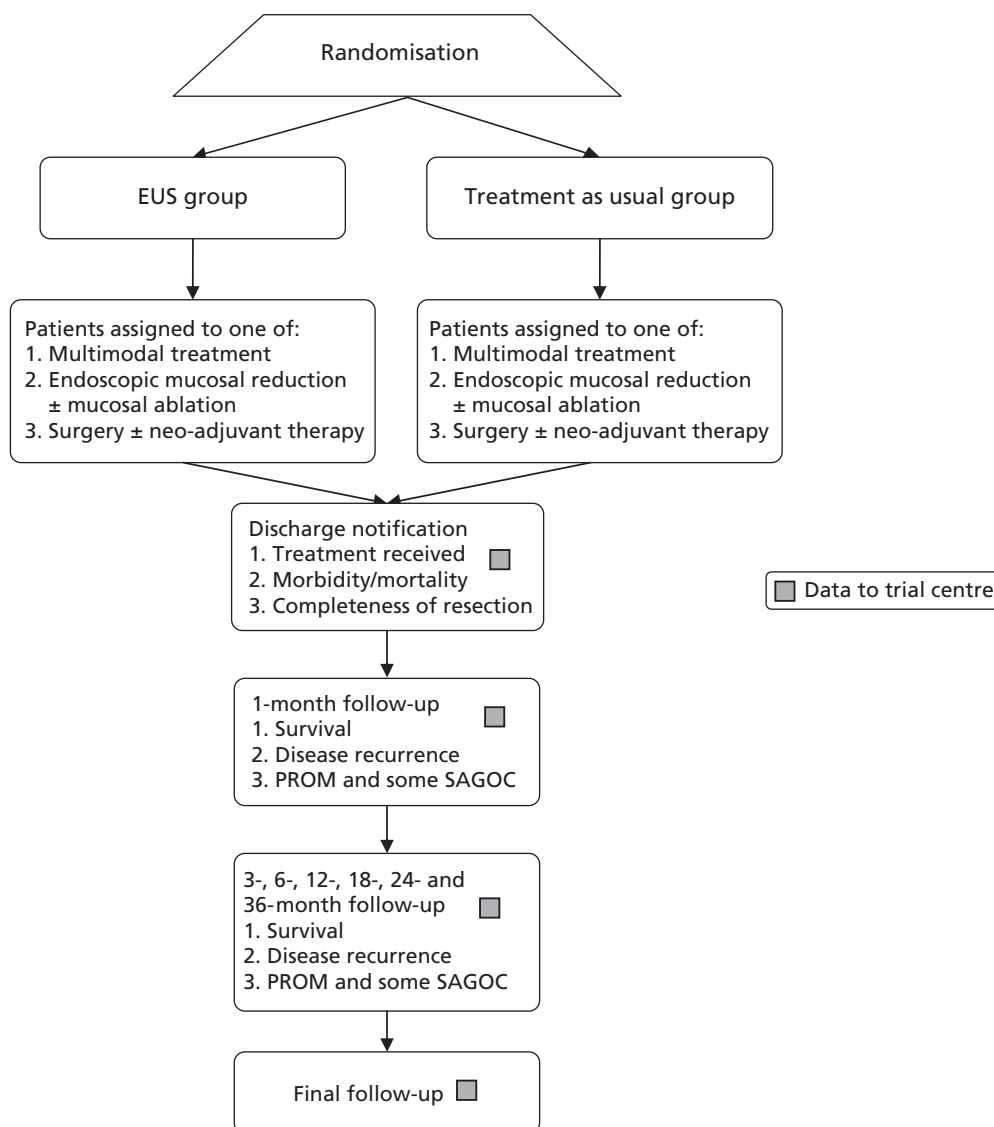 Randomisation
EUS group
Treatment as usual group
Patients assigned to one of:
1. Multimodal treatment
2. Endoscopic mucosal reduction
± mucosal ablation
3. Surgery ± neo-adjuvant therapy
Patients assigned to one of:
1. Multimodal treatment
2. Endoscopic mucosal reduction
± mucosal ablation
3. Surgery ± neo-adjuvant therapy
Discharge notification
1. Treatment received
2. Morbidity/mortality
3. Completeness of resection
Data to trial centre
1-month follow-up
1. Survival
2. Disease recurrence
3. PROM and some SAGOC
3-, 6-, 12-, 18-, 24- and
36-month follow-up
1. Survival
2. Disease recurrence
3. PROM and some SAGOC
Final follow-up